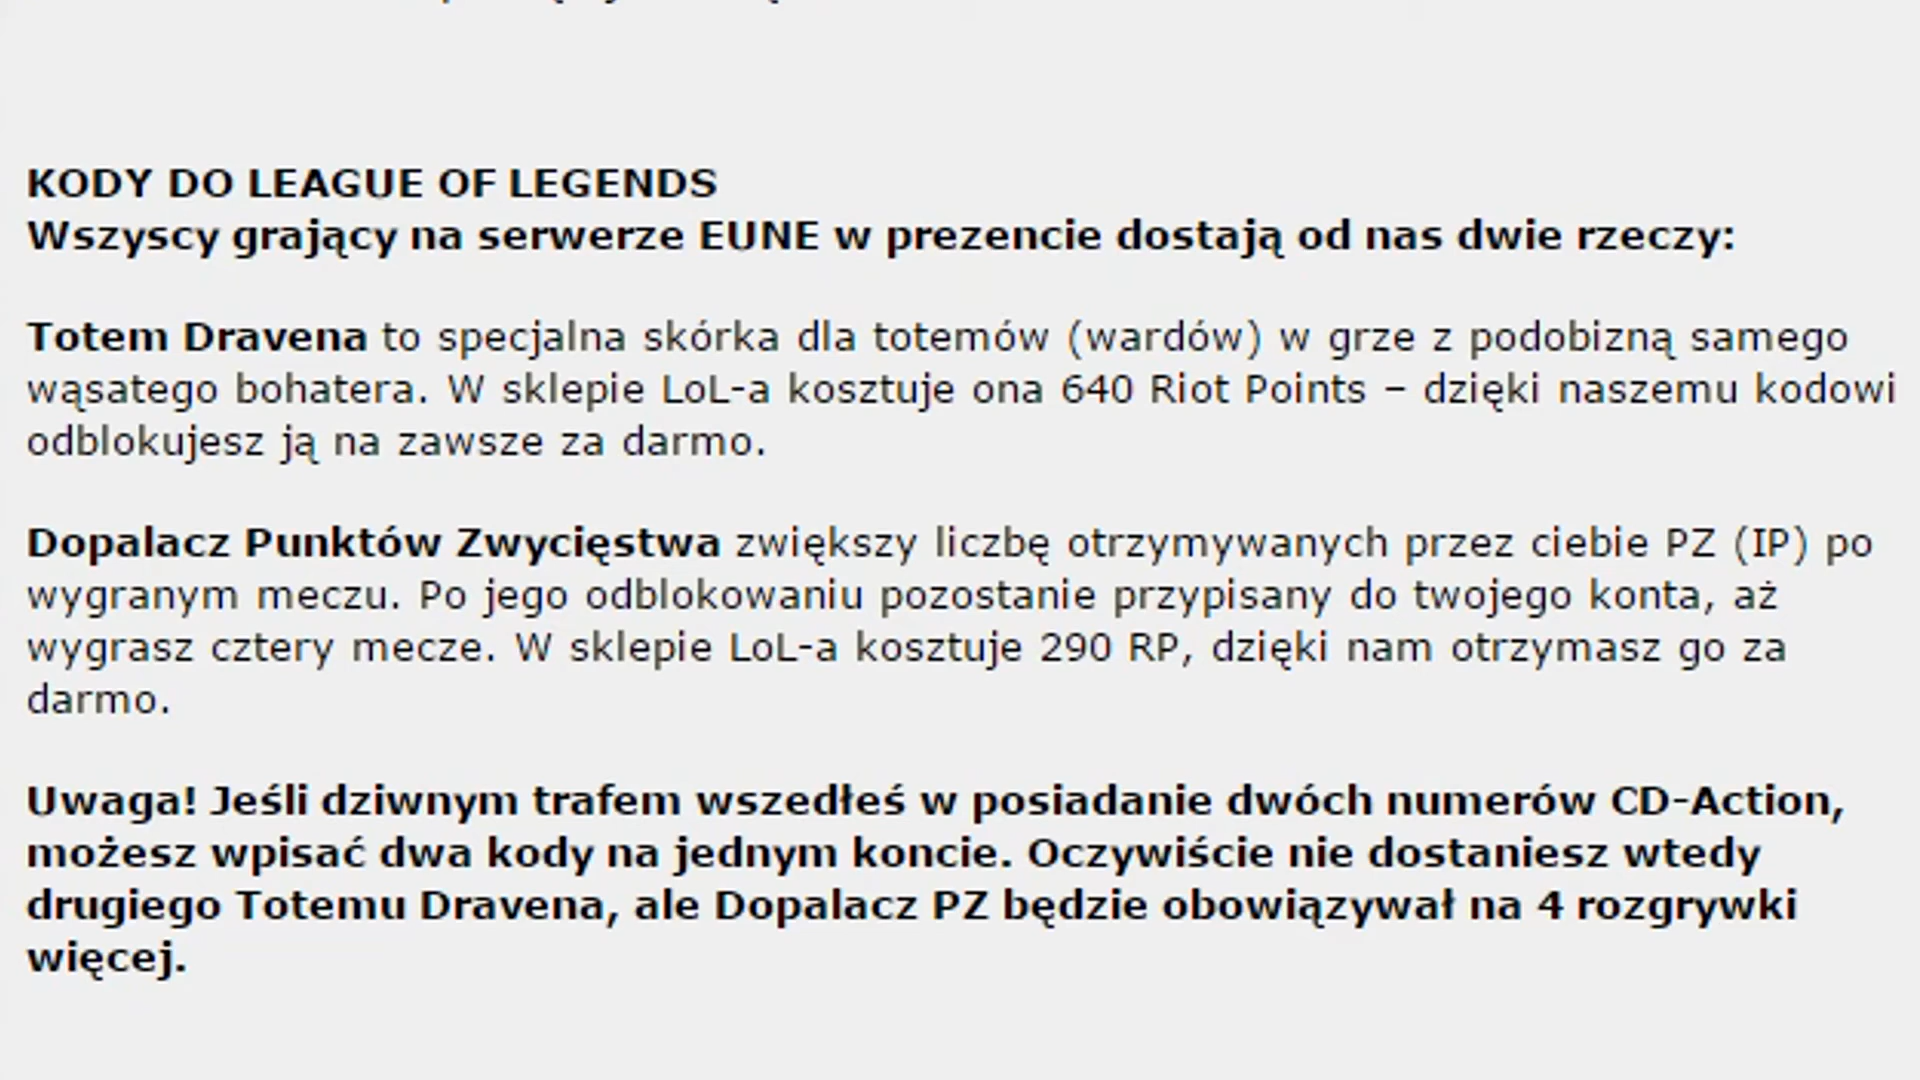 KODY DO LEAGUE OF LEGENDS
Wszyscy grający na serwerze EUNE w prezencie dostają od nas dwie rzeczy:
Totem Dravena to specjalna skórka dla totemów (wardów) w grze z podobizną samego
wąsatego bohatera. W sklepie LoL-a kosztuje ona 640 Riot Points – dzięki naszemu kodowi
odblokujesz ją na zawsze za darmo.
Dopalacz Punktów Zwycięstwa zwiększy liczbę otrzymywanych przez ciebie PZ (IP) po
wygranym meczu. Po jego odblokowaniu pozostanie przypisany do twojego konta, aż
wygrasz cztery mecze. W sklepie LoL-a kosztuje 290 RP, dzięki nam otrzymasz go za
darmo.
Uwaga! Jeśli dziwnym trafem wszedłeś w posiadanie dwóch numerów CD-Action,
możesz wpisać dwa kody na jednym koncie. Oczywiście nie dostaniesz wtedy
drugiego Totemu Dravena, ale Dopalacz PZ będzie obowiązywał na 4 rozgrywki
więcej.